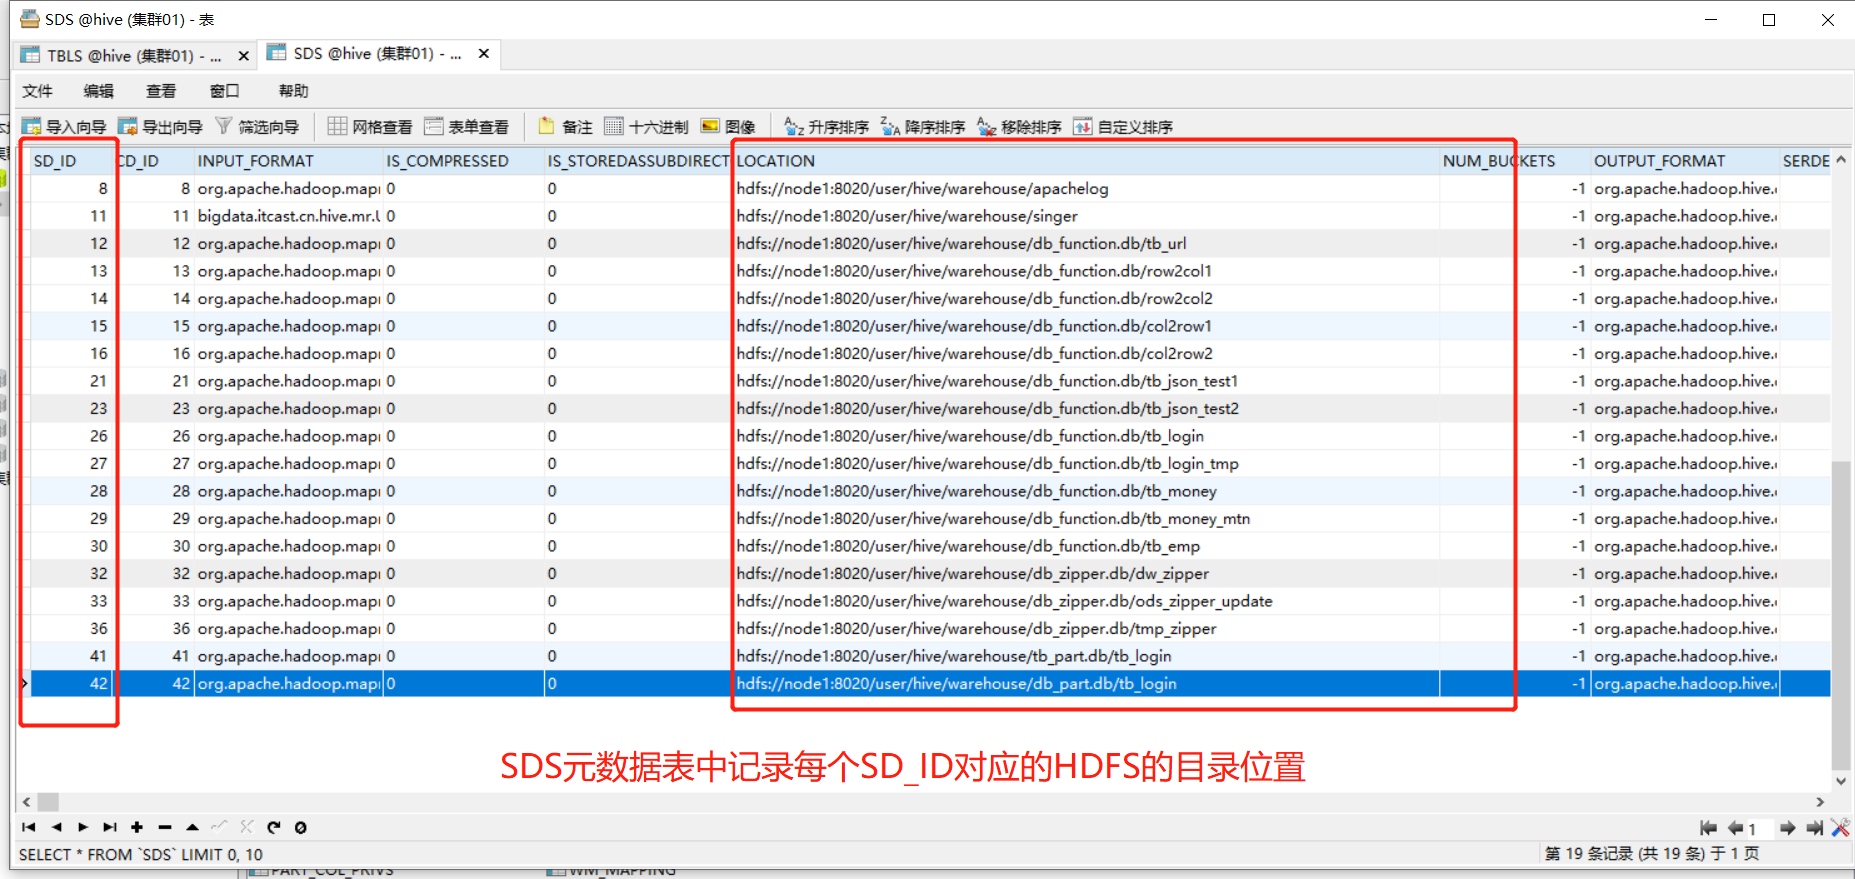 SDS @hive (集群01) - 表
TBLS @hive (集群01) - ...
SDS @hive (集群01) - ...
文件 编辑 查看 窗口 帮助
导入向导 导出向导 筛选向导 网格查看 表单查看 备注 十六进制 图像 升序排序 降序排序 移除排序 自定义排序
SD_ID CD_ID INPUT_FORMAT IS_COMPRESSED IS_STOREDASSUBDIRECT LOCATION NUM_BUCKETS OUTPUT_FORMAT SERDE
8 8 org.apache.hadoop.mapr 0 0 hdfs://node1:8020/user/hive/warehouse/apachelog -1 org.apache.hadoop.hive.
11 11 bigdata.itcast.cn.hive.mr.U 0 0 hdfs://node1:8020/user/hive/warehouse/singer -1 org.apache.hadoop.hive.
12 12 org.apache.hadoop.mapr 0 0 hdfs://node1:8020/user/hive/warehouse/db_function.db/tb_url -1 org.apache.hadoop.hive.
13 13 org.apache.hadoop.mapr 0 0 hdfs://node1:8020/user/hive/warehouse/db_function.db/row2col1 -1 org.apache.hadoop.hive.
14 14 org.apache.hadoop.mapr 0 0 hdfs://node1:8020/user/hive/warehouse/db_function.db/row2col2 -1 org.apache.hadoop.hive.
15 15 org.apache.hadoop.mapr 0 0 hdfs://node1:8020/user/hive/warehouse/db_function.db/col2row1 -1 org.apache.hadoop.hive.
16 16 org.apache.hadoop.mapr 0 0 hdfs://node1:8020/user/hive/warehouse/db_function.db/col2row2 -1 org.apache.hadoop.hive.
21 21 org.apache.hadoop.mapr 0 0 hdfs://node1:8020/user/hive/warehouse/db_function.db/tb_json_test1 -1 org.apache.hadoop.hive.
23 23 org.apache.hadoop.mapr 0 0 hdfs://node1:8020/user/hive/warehouse/db_function.db/tb_json_test2 -1 org.apache.hadoop.hive.
26 26 org.apache.hadoop.mapr 0 0 hdfs://node1:8020/user/hive/warehouse/db_function.db/tb_login -1 org.apache.hadoop.hive.
27 27 org.apache.hadoop.mapr 0 0 hdfs://node1:8020/user/hive/warehouse/db_function.db/tb_login_tmp -1 org.apache.hadoop.hive.
28 28 org.apache.hadoop.mapr 0 0 hdfs://node1:8020/user/hive/warehouse/db_function.db/tb_money -1 org.apache.hadoop.hive.
29 29 org.apache.hadoop.mapr 0 0 hdfs://node1:8020/user/hive/warehouse/db_function.db/tb_money_mtn -1 org.apache.hadoop.hive.
30 30 org.apache.hadoop.mapr 0 0 hdfs://node1:8020/user/hive/warehouse/db_function.db/tb_emp -1 org.apache.hadoop.hive.
32 32 org.apache.hadoop.mapr 0 0 hdfs://node1:8020/user/hive/warehouse/db_zipper.db/dw_zipper -1 org.apache.hadoop.hive.
33 33 org.apache.hadoop.mapr 0 0 hdfs://node1:8020/user/hive/warehouse/db_zipper.db/ods_zipper_update -1 org.apache.hadoop.hive.
36 36 org.apache.hadoop.mapr 0 0 hdfs://node1:8020/user/hive/warehouse/db_zipper.db/tmp_zipper -1 org.apache.hadoop.hive.
41 41 org.apache.hadoop.mapr 0 0 hdfs://node1:8020/user/hive/warehouse/tb_part.db/tb_login -1 org.apache.hadoop.hive.
42 42 org.apache.hadoop.mapr 0 0 hdfs://node1:8020/user/hive/warehouse/db_part.db/tb_login -1 org.apache.hadoop.hive.
SDS元数据表中记录每个SD_ID对应的HDFS的目录位置
1
SELECT * FROM `SDS` LIMIT 0, 10
第 19 条记录 (共 19 条) 于 1 页
PART_COL_PRIVS WM_MAPPING